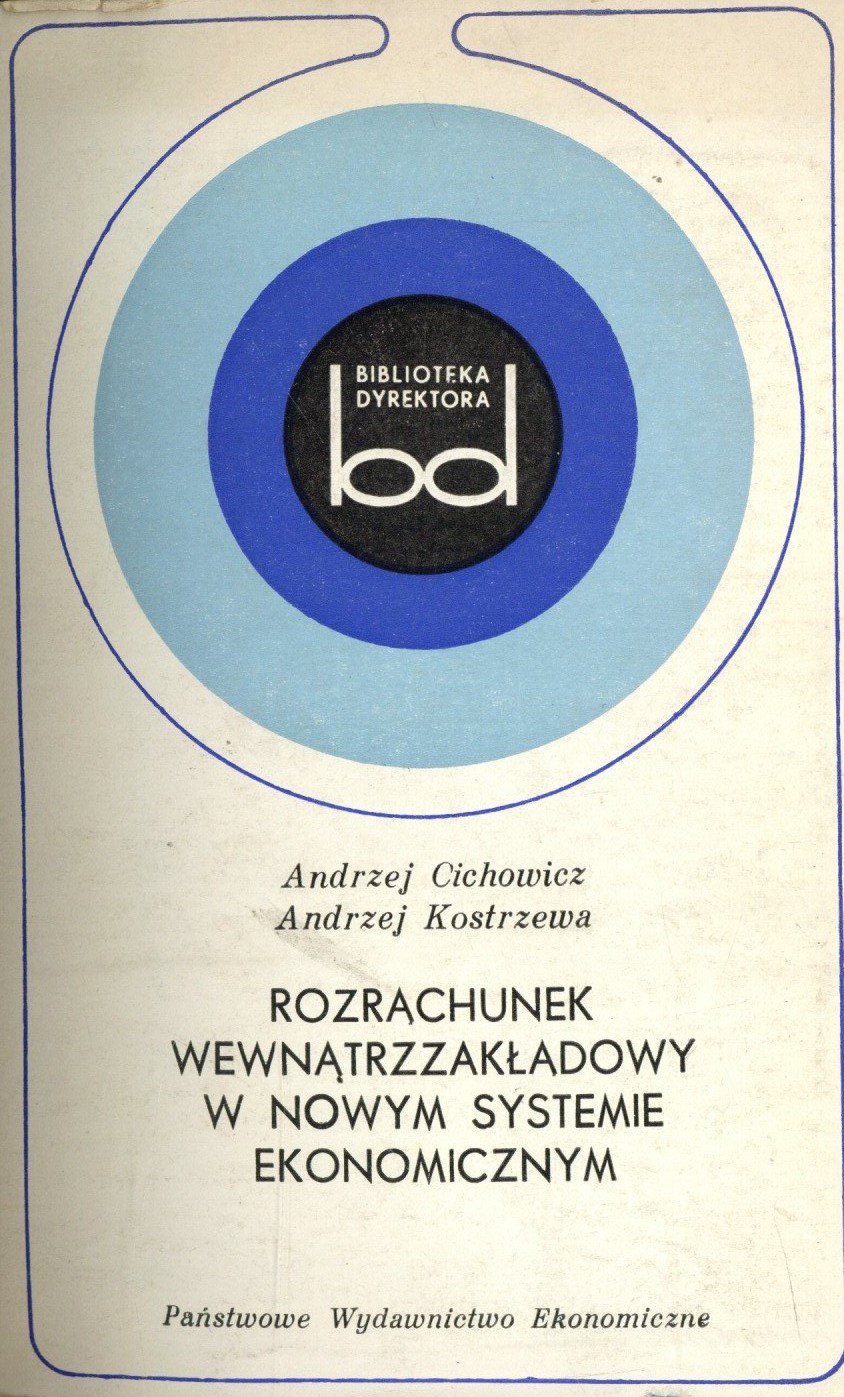 BIBLIOTEKA
DYREKTORA
bd
Andrzej Cichowicz
Andrzej Kostrzewa
ROZRACHUNEK
WEWNĄTRZZAKŁADOWY
W NOWYM SYSTEMIE
EKONOMICZNYM
Państwowe Wydawnictwo Ekonomiczne